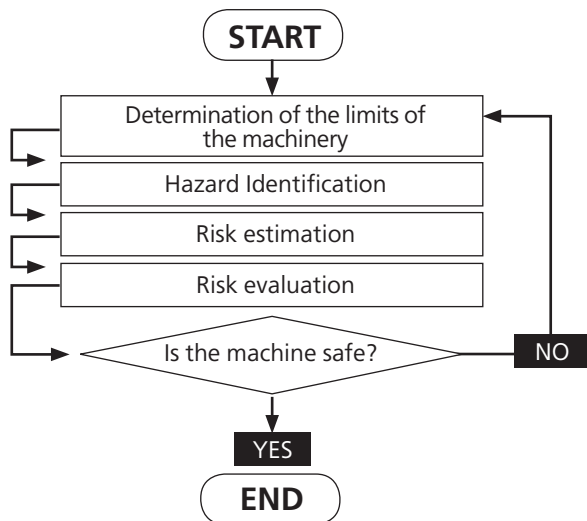 START
Determination of the limits of
the machinery
Hazard Identification
Risk estimation
Risk evaluation
Is the machine safe?
NO
YES
END